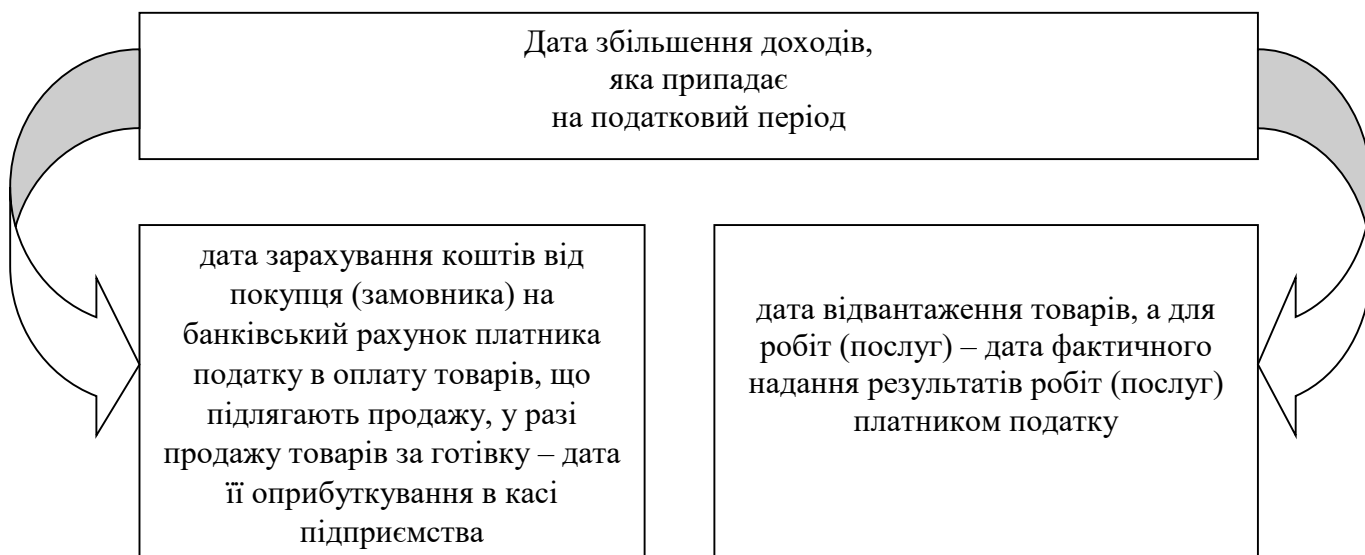 Дата збільшення доходів,
яка припадає
на податковий період
дата зарахування коштів від
покупця (замовника) на
банківський рахунок платника
податку в оплату товарів, що
підлягають продажу, у разі
продажу товарів за готівку – дата
її оприбуткування в касі
підприємства
дата відвантаження товарів, а для
робіт (послуг) – дата фактичного
надання результатів робіт (послуг)
платником податку